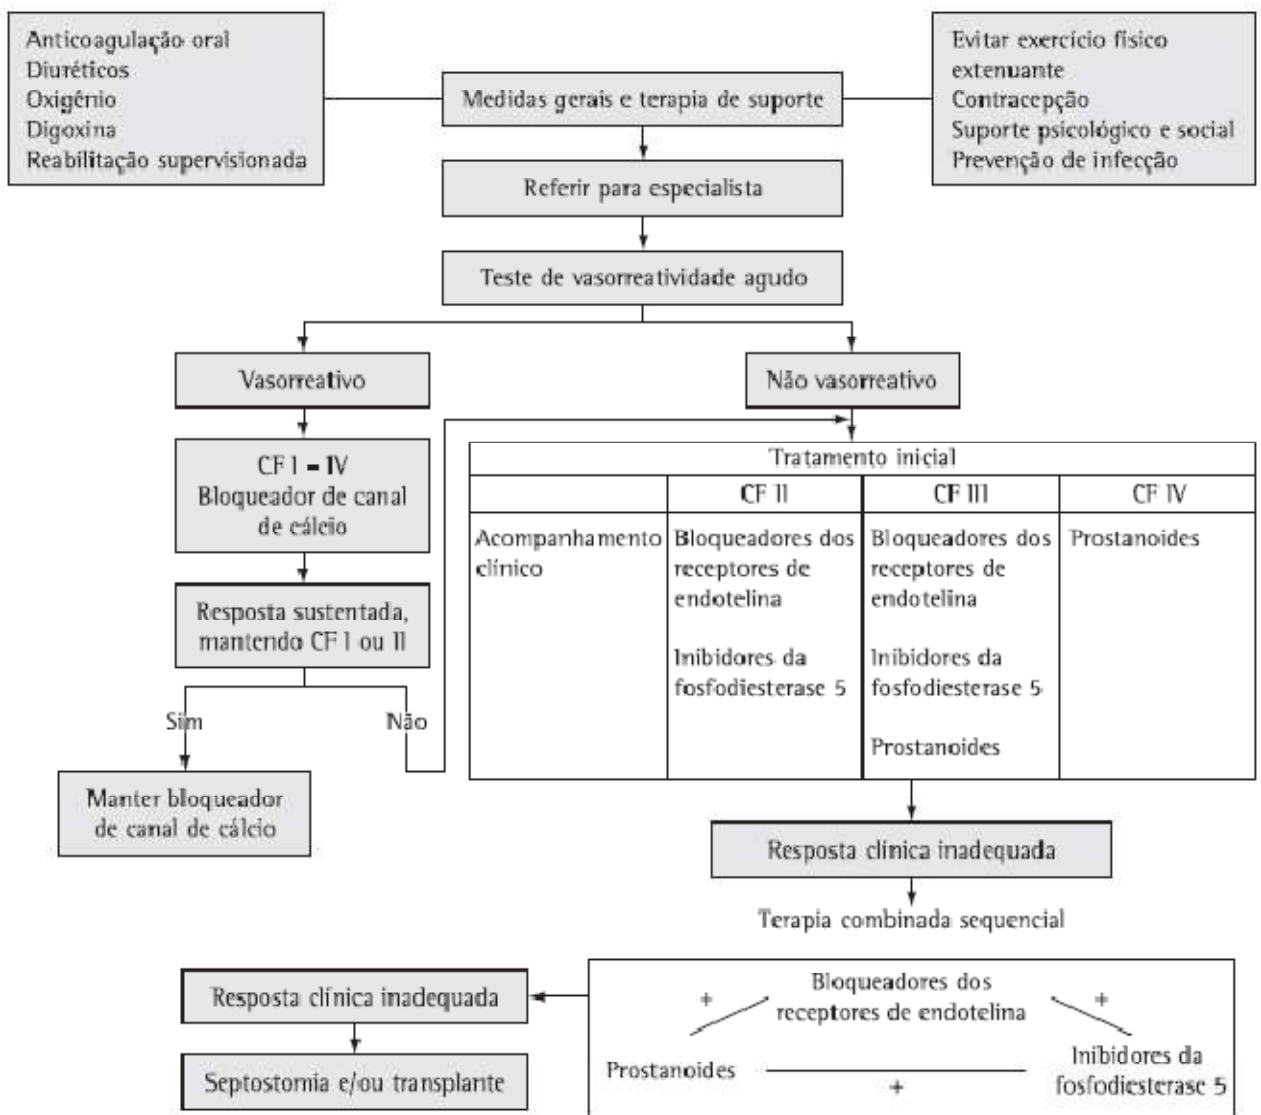 Anticoagulação oral
Diuréticos
Oxigênio
Digoxina
Reabilitação supervisionada
Medidas gerais e terapia de suporte
Evitar exercício físico
extenuante
Contracepção
Suporte psicológico e social
Prevenção de infecção
Referir para especialista
Teste de vasorreatividade agudo
Vasorreativo
Não vasorreativo
CF I - IV
Bloqueador de canal
de cálcio
Resposta sustentada,
mantendo CF I ou II
Sim
Não
Manter bloqueador
de canal de cálcio
Tratamento inicial
CF II
CF III
CF IV
Acompanhamento
clínico
Bloqueadores dos
receptores de
endotelina
Inibidores da
fosfodiesterase 5
Bloqueadores dos
receptores de
endotelina
Inibidores da
fosfodiesterase 5
Prostanoides
Prostanoides
Resposta clínica inadequada
Terapia combinada sequencial
Bloqueadores dos
receptores de endotelina
+
+
Prostanoides
+
Inibidores da
fosfodiesterase 5
Resposta clínica inadequada
Septostomia e/ou transplante